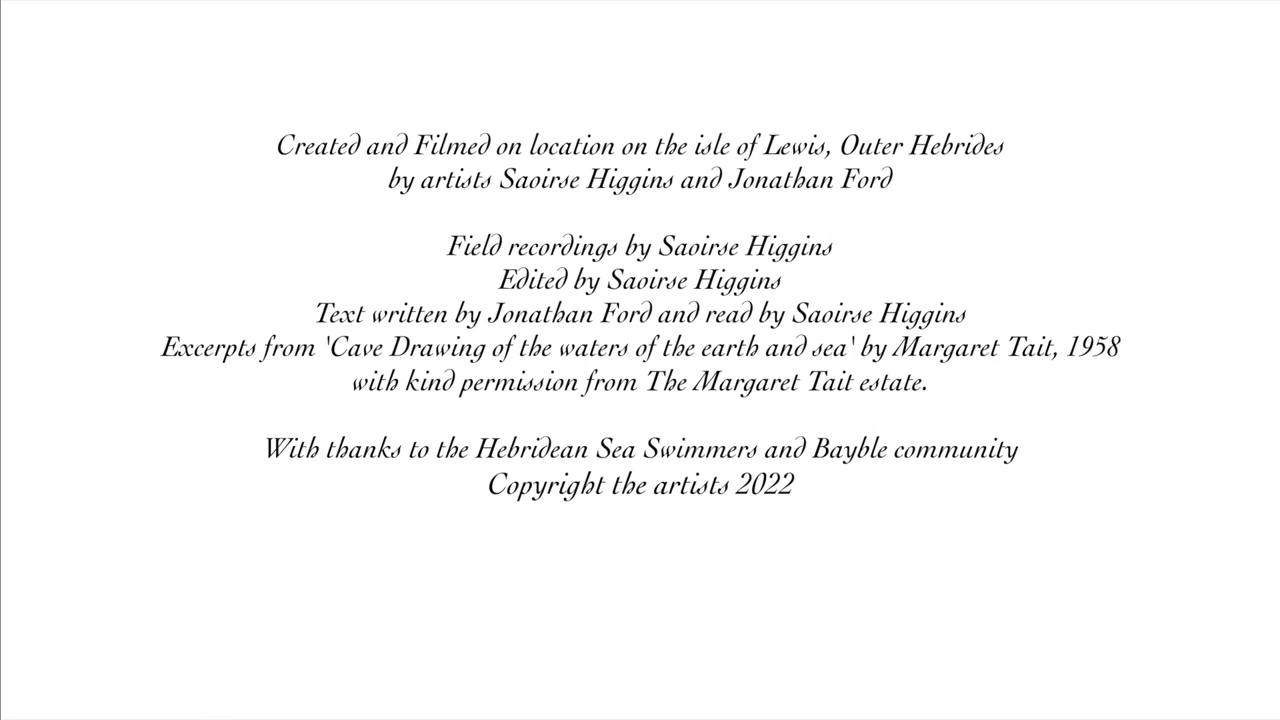 Created and Filmed on location on the isle of Lewis, Outer Hebrides
by artists Saoirse Higgins and Jonathan Ford
Field recordings by Saoirse Higgins
Edited by Saoirse Higgins
Text written by Jonathan Ford and read by Saoirse Higgins
Excerpts from 'Cave Drawing of the waters of the earth and sea' by Margaret Tait, 1958
with kind permission from The Margaret Tait estate.
With thanks to the Hebridean Sea Swimmers and Bayble community
Copyright the artists 2022